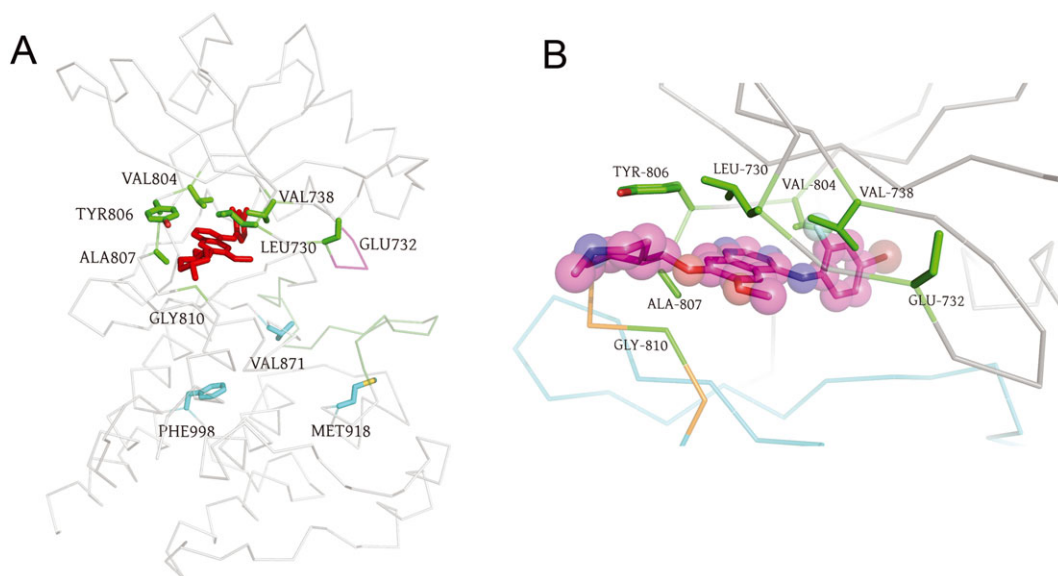 A
VAL804
VAL738
TYR806
LEU730
GLU732
ALA807
GLY810
VAL871
PHE998
MET918
B
TYR-806
LEU-730
VAL-804
VAL-738
ALA-807
GLU-732
GLY-810